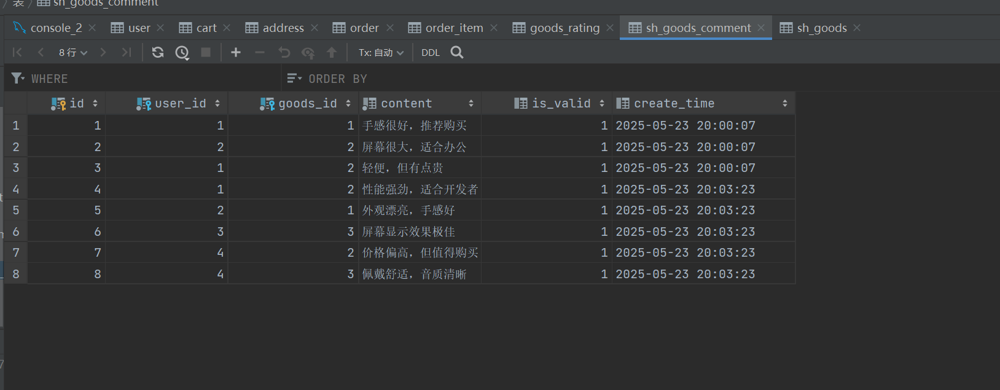 表 sh_goods_comment
console_2 user cart address order order_item goods_rating sh_goods_comment sh_goods
8 行 Tx: 自动 DDL
WHERE ORDER BY
id user_id goods_id content is_valid create_time
1 1 1 1 手感很好，推荐购买 1 2025-05-23 20:00:07
2 2 2 2 屏幕很大，适合办公 1 2025-05-23 20:00:07
3 3 1 2 轻便，但有点贵 1 2025-05-23 20:00:07
4 4 1 2 性能强劲，适合开发者 1 2025-05-23 20:03:23
5 5 2 1 外观漂亮，手感好 1 2025-05-23 20:03:23
6 6 3 3 屏幕显示效果极佳 1 2025-05-23 20:03:23
7 7 4 2 价格偏高，但值得购买 1 2025-05-23 20:03:23
8 8 4 3 佩戴舒适，音质清晰 1 2025-05-23 20:03:23